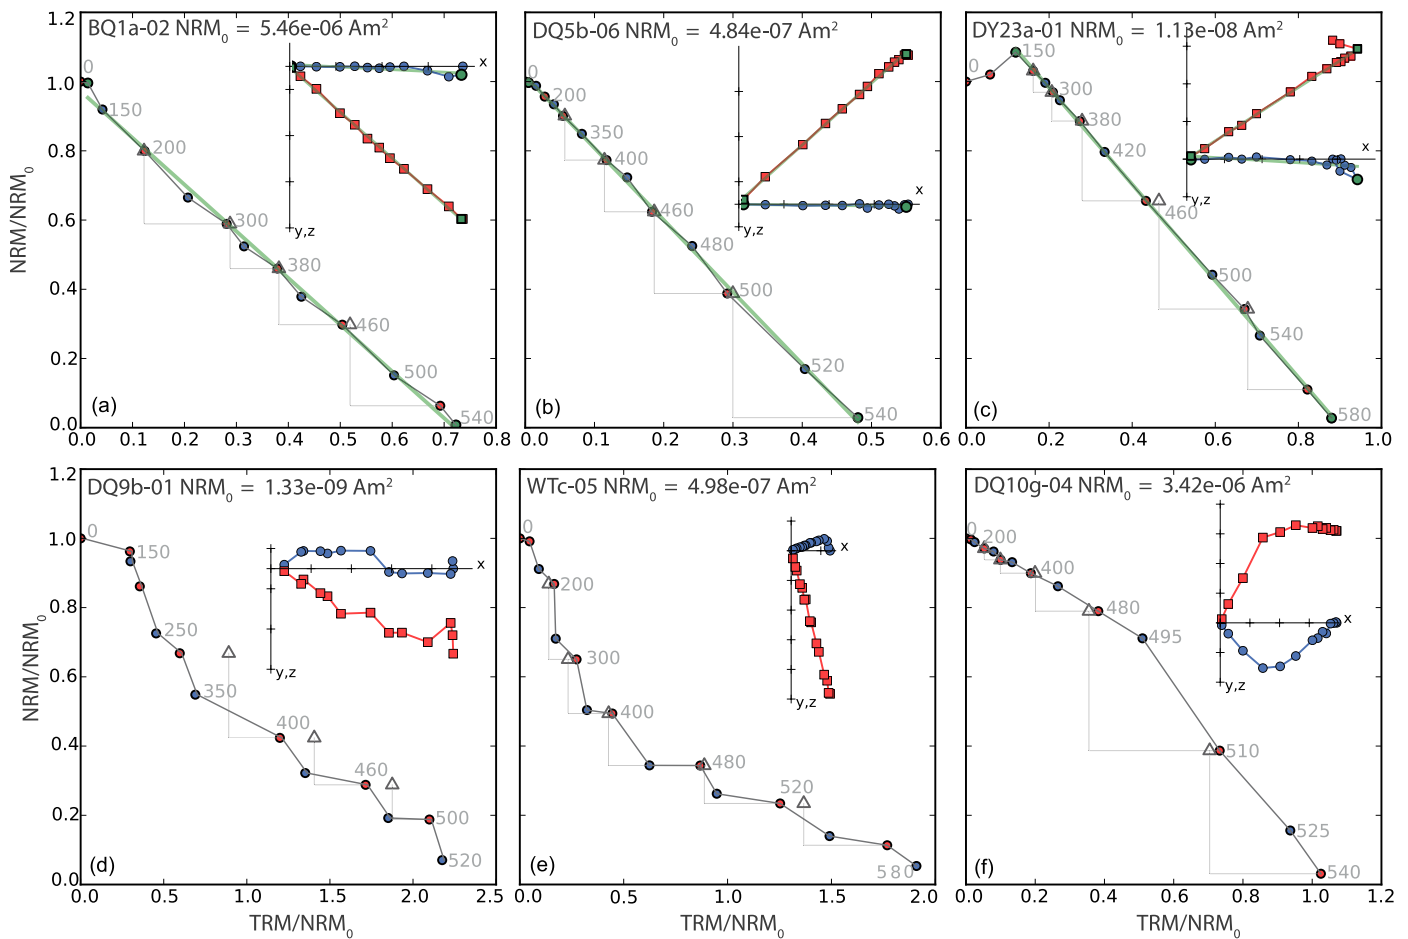 BQ1a-02 NRM₀ = 5.46e-06 Am²
1.2
1.0
0.8
0.6
0.4
0.2
0.0
NRM/NRM₀
0
150
200
300
380
460
500
540
x
y,z
(a)
0.0 0.1 0.2 0.3 0.4 0.5 0.6 0.7 0.8
DQ5b-06 NRM₀ = 4.84e-07 Am²
0
200
350
400
460
480
500
520
540
x
y,z
(b)
0.0 0.1 0.2 0.3 0.4 0.5 0.6
DY23a-01 NRM₀ = 1.13e-08 Am²
0
150
300
380
420
460
500
540
580
x
y,z
(c)
0.0 0.2 0.4 0.6 0.8 1.0
DQ9b-01 NRM₀ = 1.33e-09 Am²
1.2
1.0
0.8
0.6
0.4
0.2
0.0
NRM/NRM₀
0
150
250
350
400
460
500
520
x
y,z
(d)
0.0 0.5 1.0 1.5 2.0 2.5
TRM/NRM₀
WTc-05 NRM₀ = 4.98e-07 Am²
0
200
300
400
480
520
580
x
y,z
(e)
0.0 0.5 1.0 1.5 2.0
TRM/NRM₀
DQ10g-04 NRM₀ = 3.42e-06 Am²
0
200
400
480
495
510
525
540
x
y,z
(f)
0.0 0.2 0.4 0.6 0.8 1.0 1.2
TRM/NRM₀